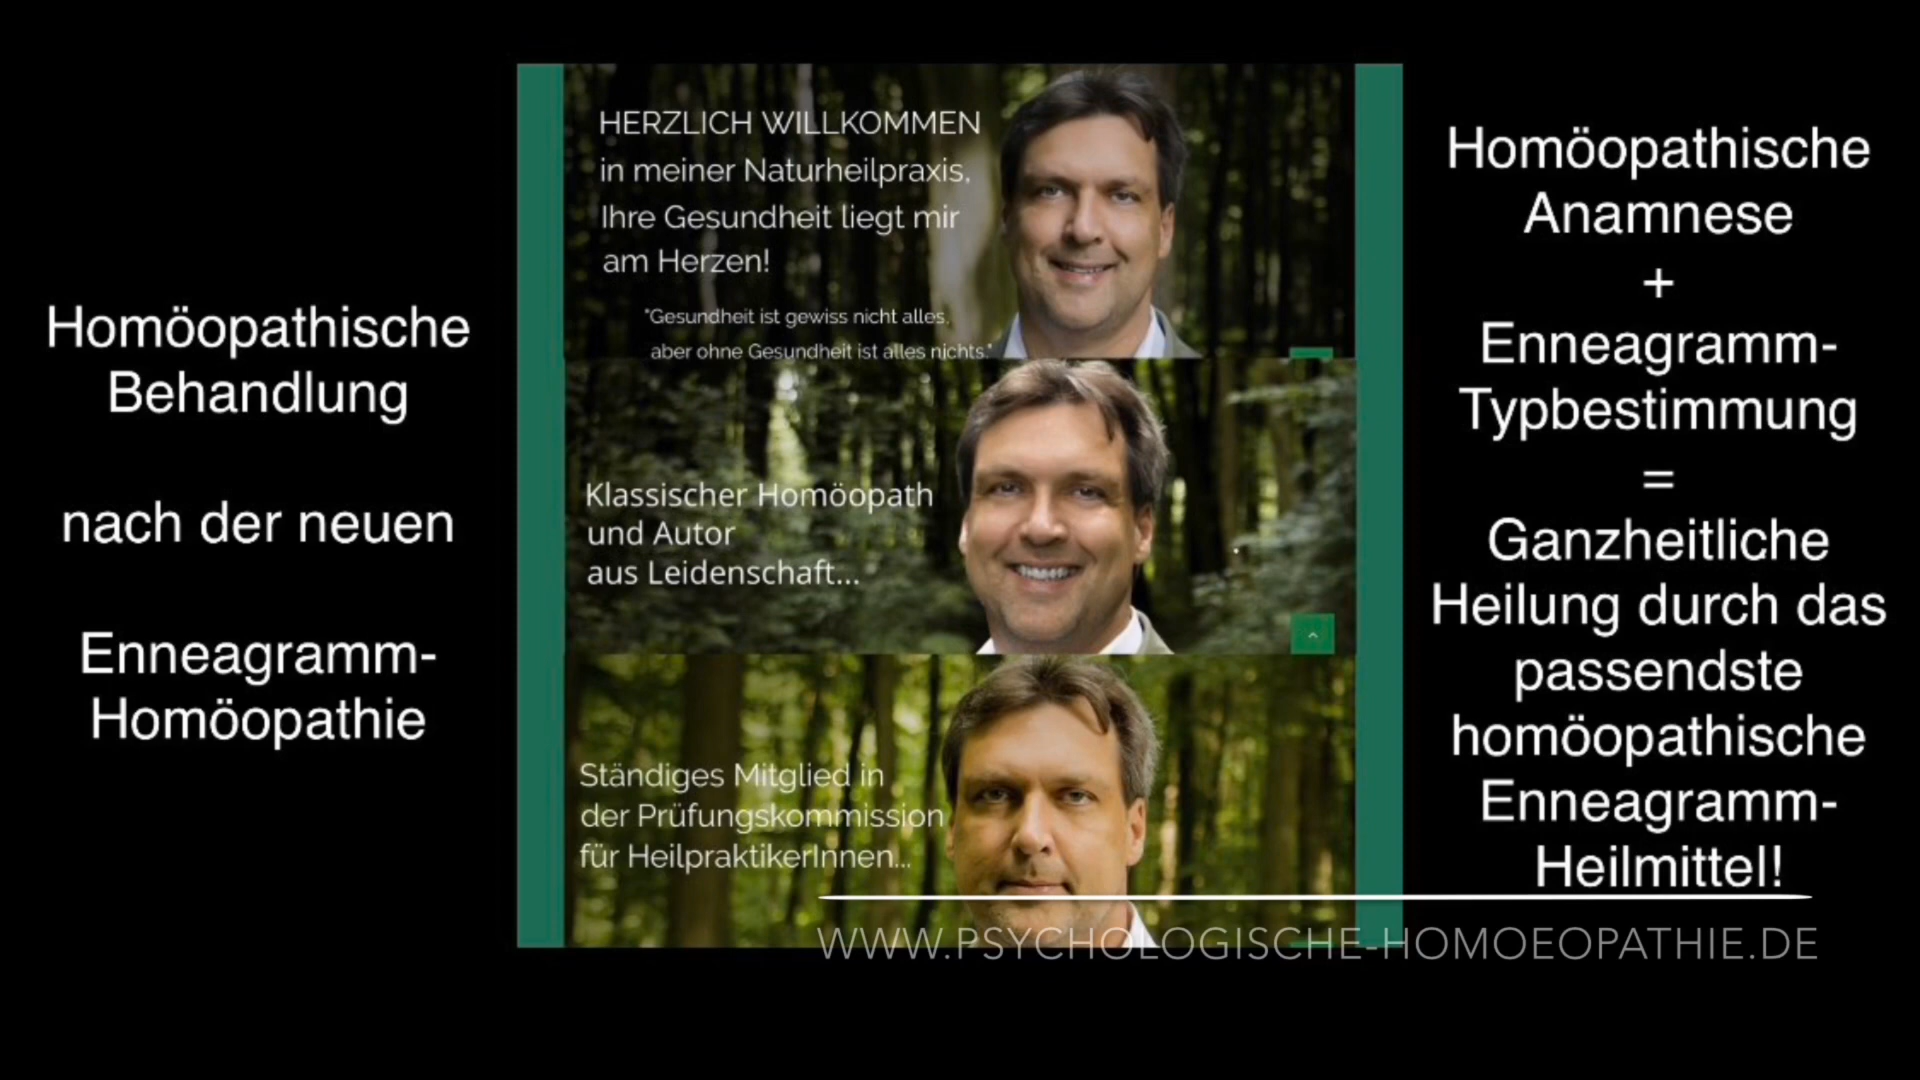 Homöopathische
Behandlung
nach der neuen
Enneagramm-
Homöopathie
HERZLICH WILLKOMMEN
in meiner Naturheilpraxis,
Ihre Gesundheit liegt mir
am Herzen!
"Gesundheit ist gewiss nicht alles,
aber ohne Gesundheit ist alles nichts."
Klassischer Homöopath
und Autor
aus Leidenschaft...
Ständiges Mitglied in
der Prüfungskommission
für HeilpraktikerInnen...
Homöopathische
Anamnese
+
Enneagramm-
Typbestimmung
=
Ganzheitliche
Heilung durch das
passendste
homöopathische
Enneagramm-
Heilmittel!
WWW.PSYCHOLOGISCHE-HOMOEOPATHIE.DE